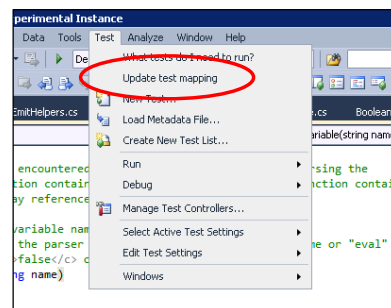 perimental Instance
Data Tools Test Analyze Window Help
What tests do I need to run?
De
Update test mapping
New Test...
EmitHelpers.cs
e.cs Boolean
Load Metadata File...
ariable(string name
Create New Test List...
encountered
rsing the
Run
tion contain
nction contai
Debug
ay reference
Manage Test Controllers...
variable nam
Select Active Test Settings
the parser
me or "eval"
Edit Test Settings
>false</c> o
ng name)
Windows